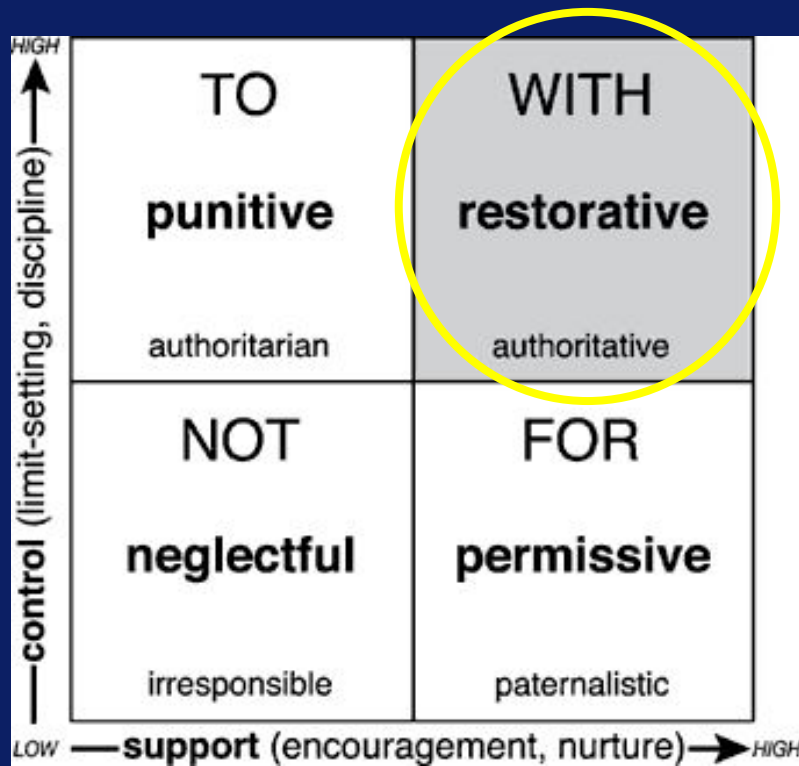 HIGH
TO
WITH
punitive
restorative
authoritarian
authoritative
NOT
FOR
neglectful
permissive
irresponsible
paternalistic
control (limit-setting, discipline)
LOW
support (encouragement, nurture)
HIGH